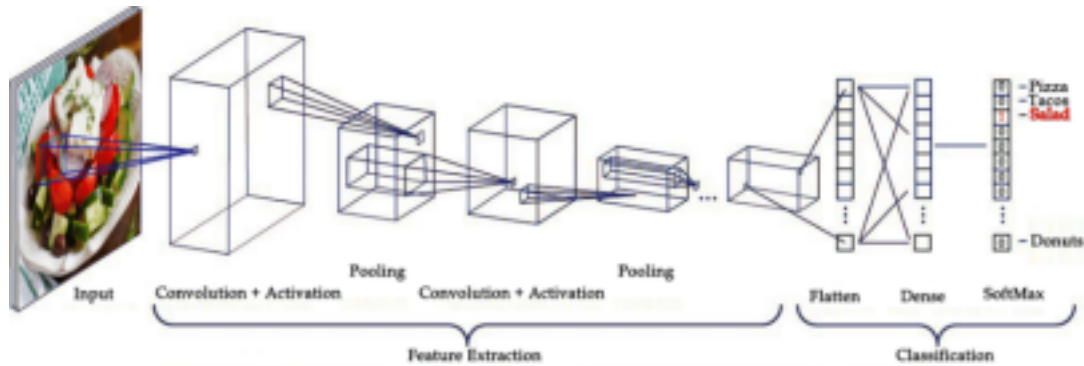 Pizza
Tacos
Salad
Donuts
Pooling
Pooling
Input
Convolution + Activation
Convolution + Activation
Flatten
Dense
SoftMax
Feature Extraction
Classification